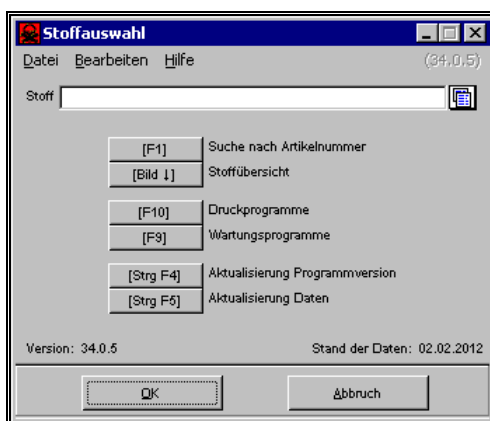 Stoffauswahl
Datei Bearbeiten Hilfe (34.0.5)
Stoff
[F1] Suche nach Artikelnummer
[Bild ↓] Stoffübersicht
[F10] Druckprogramme
[F9] Wartungsprogramme
[Strg F4] Aktualisierung Programmversion
[Strg F5] Aktualisierung Daten
Version: 34.0.5 Stand der Daten: 02.02.2012
OK Abbruch